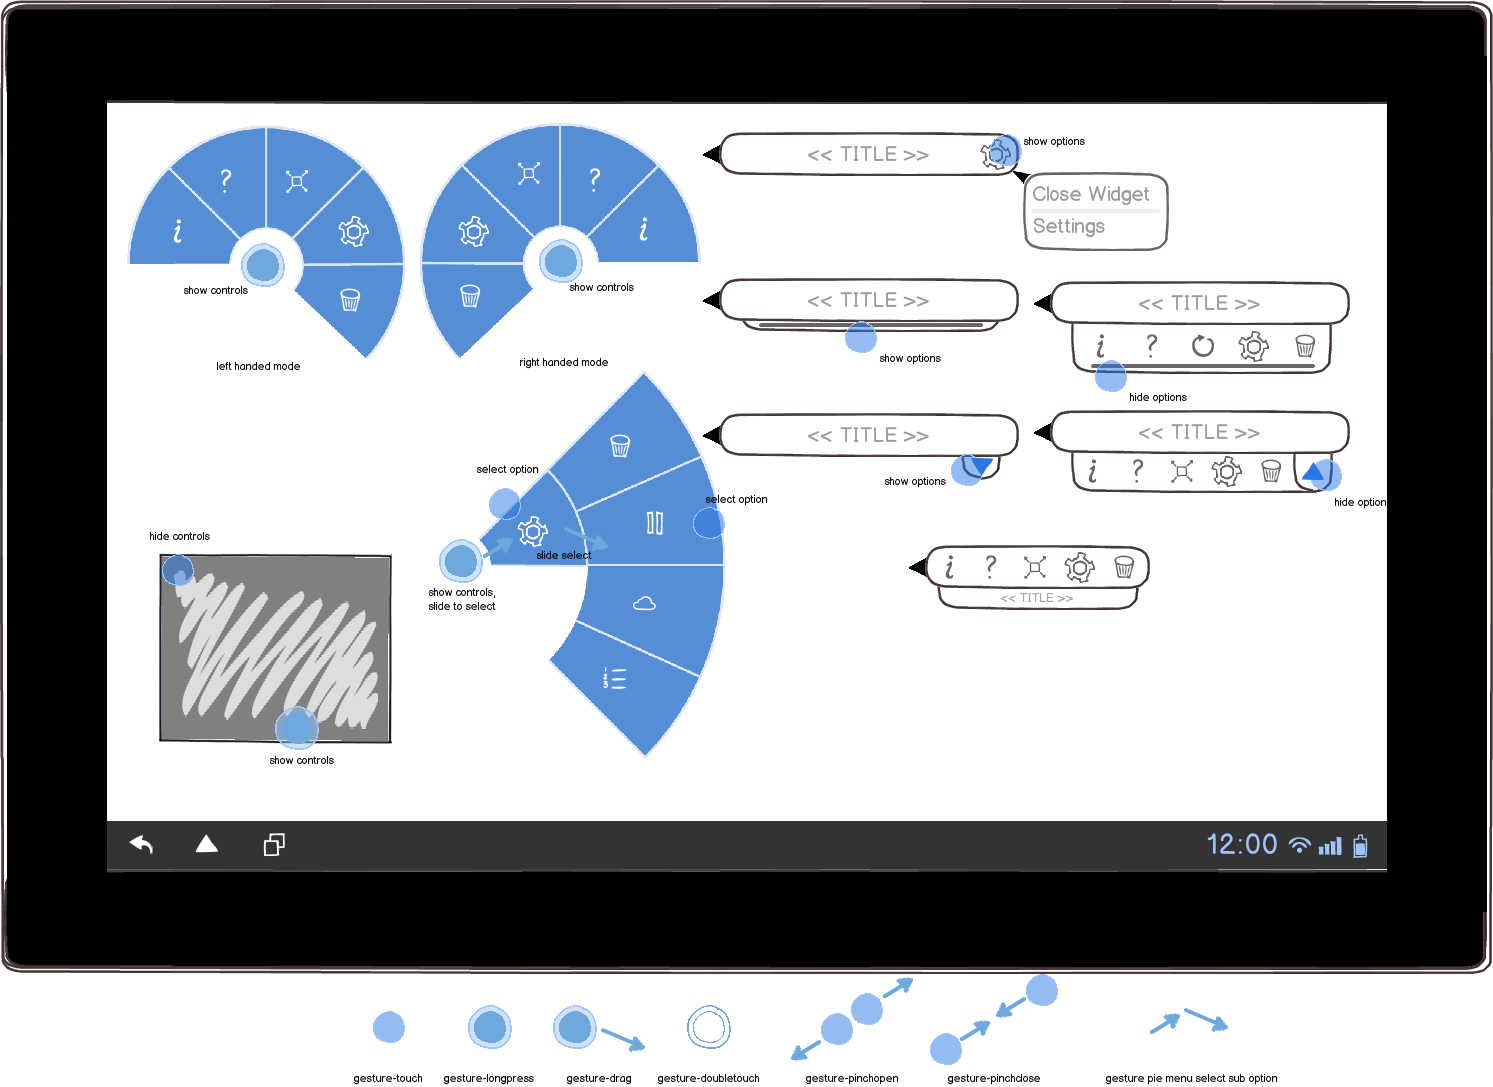 << TITLE >>
show options
Close Widget
Settings
show controls
show controls
left handed mode
right handed mode
<< TITLE >>
show options
<< TITLE >>
hide options
<< TITLE >>
show options
<< TITLE >>
hide option
select option
select option
slide select
show controls,
slide to select
hide controls
show controls
<< TITLE >>
12:00
gesture-touch
gesture-longpress
gesture-drag
gesture-doubletouch
gesture-pinchopen
gesture-pinchclose
gesture pie menu select sub option